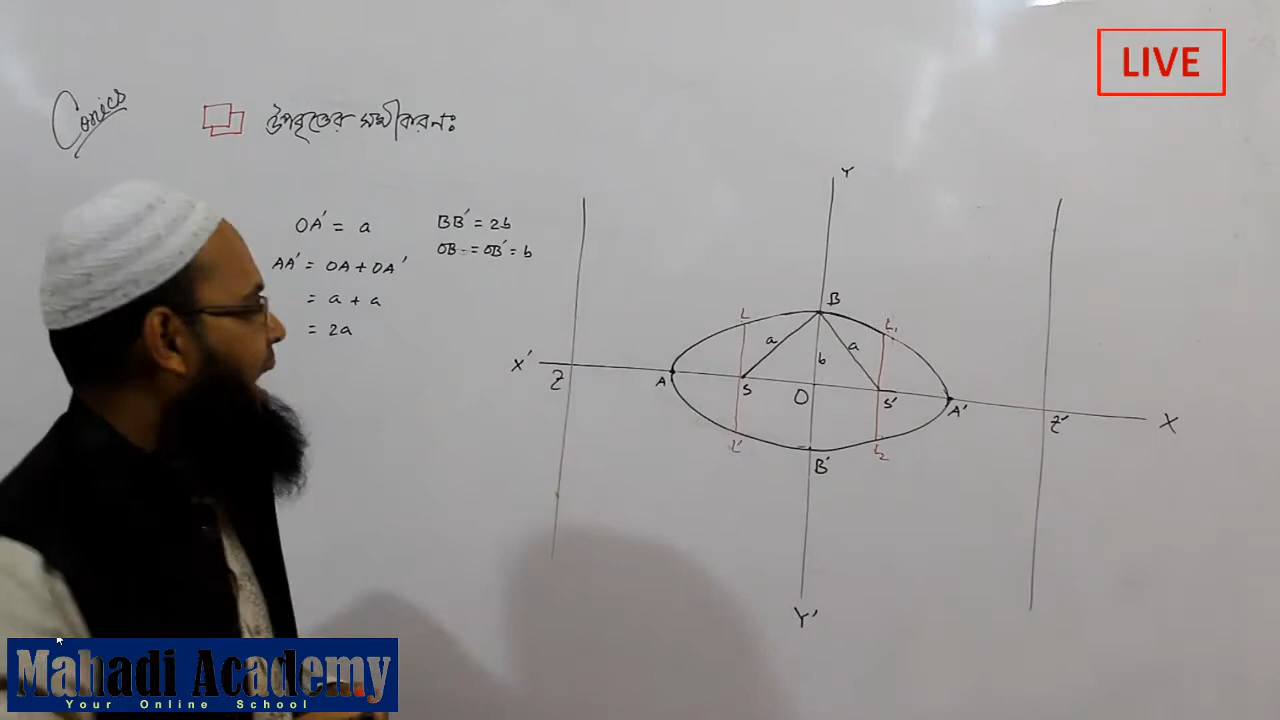 LIVE
Conics
উপবৃত্তের সমীকরণঃ
OA' = a
AA' = OA + OA'
= a + a
= 2a
BB' = 2b
OB = OB' = b
Y
B
L
L₁
a
a
b
X'
Z
A
S
O
S'
A'
Z'
X
L'
L₂
B'
Y'
Mahadi Academy
Your Online School